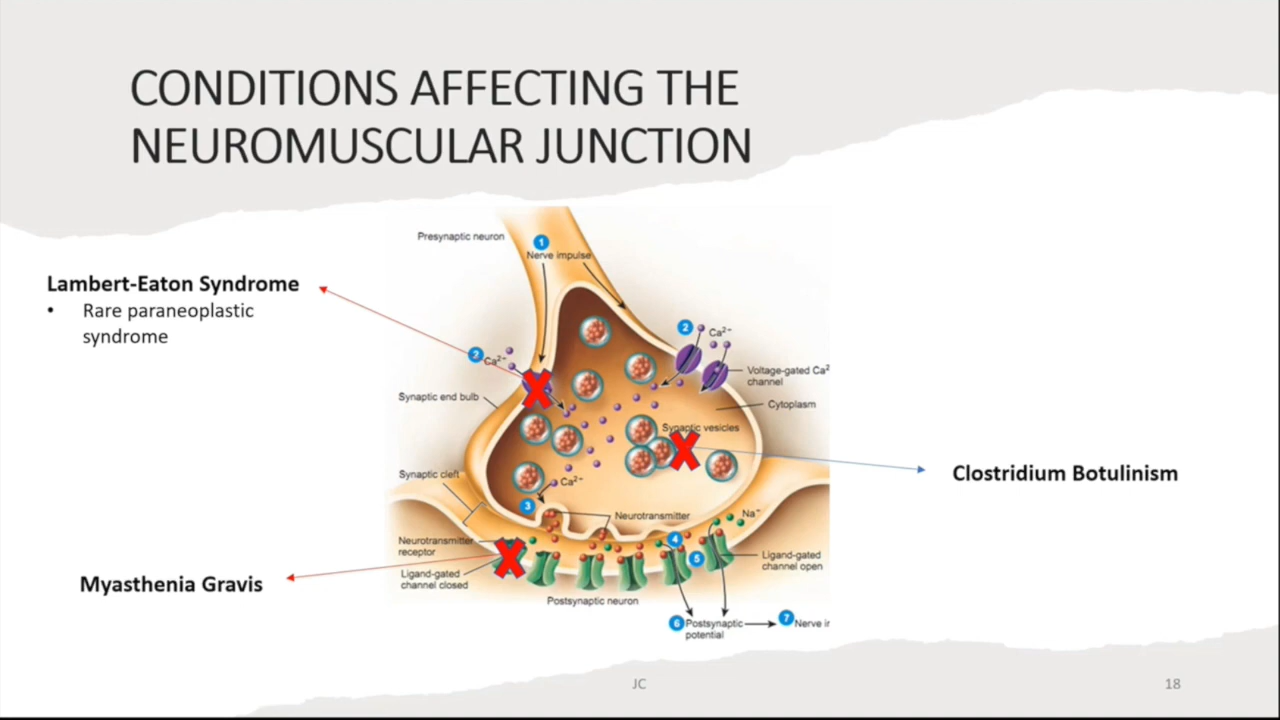 CONDITIONS AFFECTING THE
NEUROMUSCULAR JUNCTION
Presynaptic neuron
1
Nerve impulse
Lambert-Eaton Syndrome
• Rare paraneoplastic
syndrome
2
Ca²⁻
2
Ca²⁻
Voltage-gated Ca²
channel
Synaptic end bulb
Cytoplasm
Synaptic vesicles
Synaptic cleft
Ca²⁻
Clostridium Botulinism
3
Neurotransmitter
Na⁻
Neurotransmitter
receptor
4
5
Ligand-gated
channel open
Ligand-gated
channel closed
Myasthenia Gravis
Postsynaptic neuron
6 Postsynaptic
potential
7 Nerve ir
JC
18